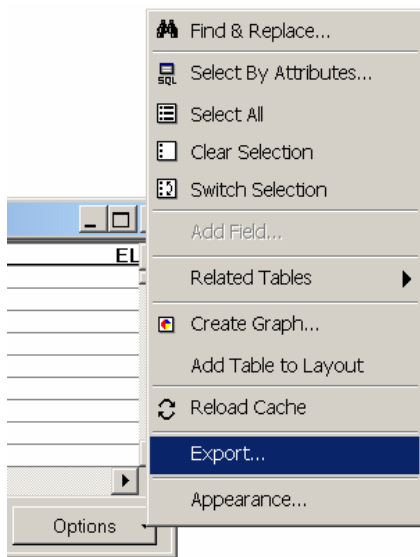 Find & Replace...
SQL
Select By Attributes...
Select All
Clear Selection
Switch Selection
EL
Add Field...
Related Tables
Create Graph...
Add Table to Layout
Reload Cache
Export...
Appearance...
Options